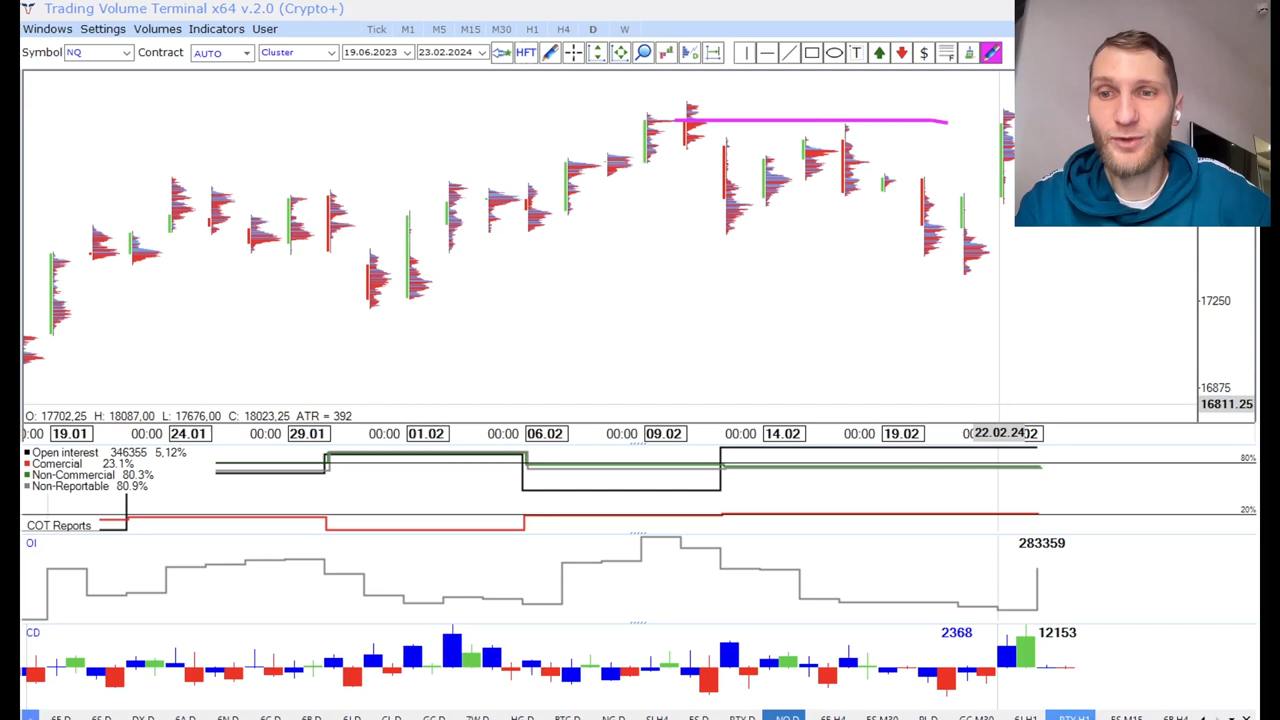 Trading Volume Terminal x64 v.2.0 (Crypto+)
Windows Settings Volumes Indicators User Tick M1 M5 M15 M30 H1 H4 D W
Symbol NQ Contract AUTO Cluster 19.06.2023 23.02.2024 HFT T $ F
17250
16875
16811.25
O: 17702,25 H: 18087,00 L: 17676,00 C: 18023,25 ATR = 392
00:00 19.01 00:00 24.01 00:00 29.01 00:00 01.02 00:00 06.02 00:00 09.02 00:00 14.02 00:00 19.02 22.02.24
Open interest 346355 5,12%
Comercial 23.1%
Non-Commercial 80.3%
Non-Reportable 80.9%
80%
20%
COT Reports
OI 283359
CD 2368 12153
NQ D
RTY H1